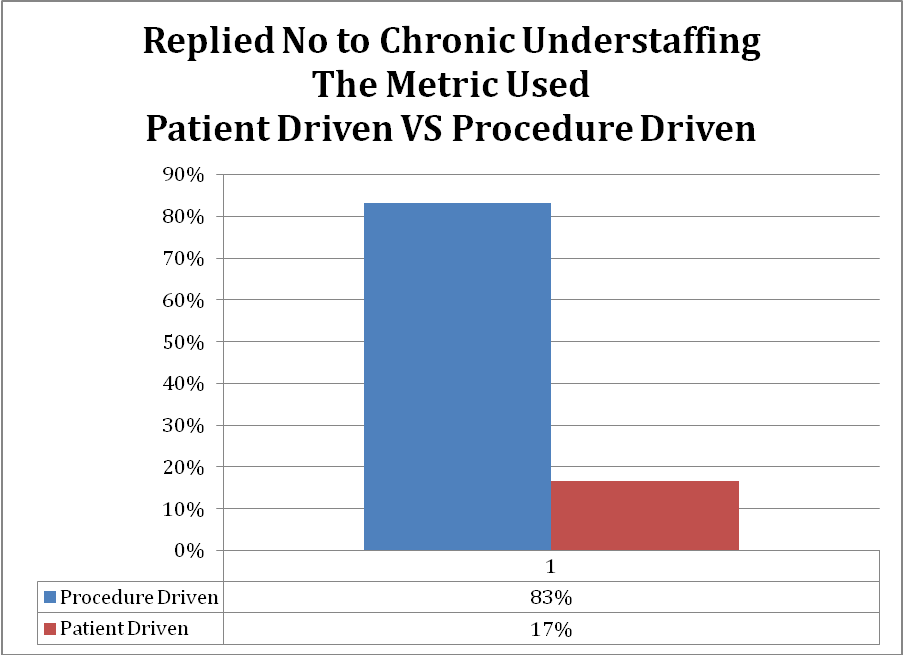 Replied No to Chronic Understaffing
The Metric Used
Patient Driven VS Procedure Driven
90%
80%
70%
60%
50%
40%
30%
20%
10%
0%
1
Procedure Driven 83%
Patient Driven 17%